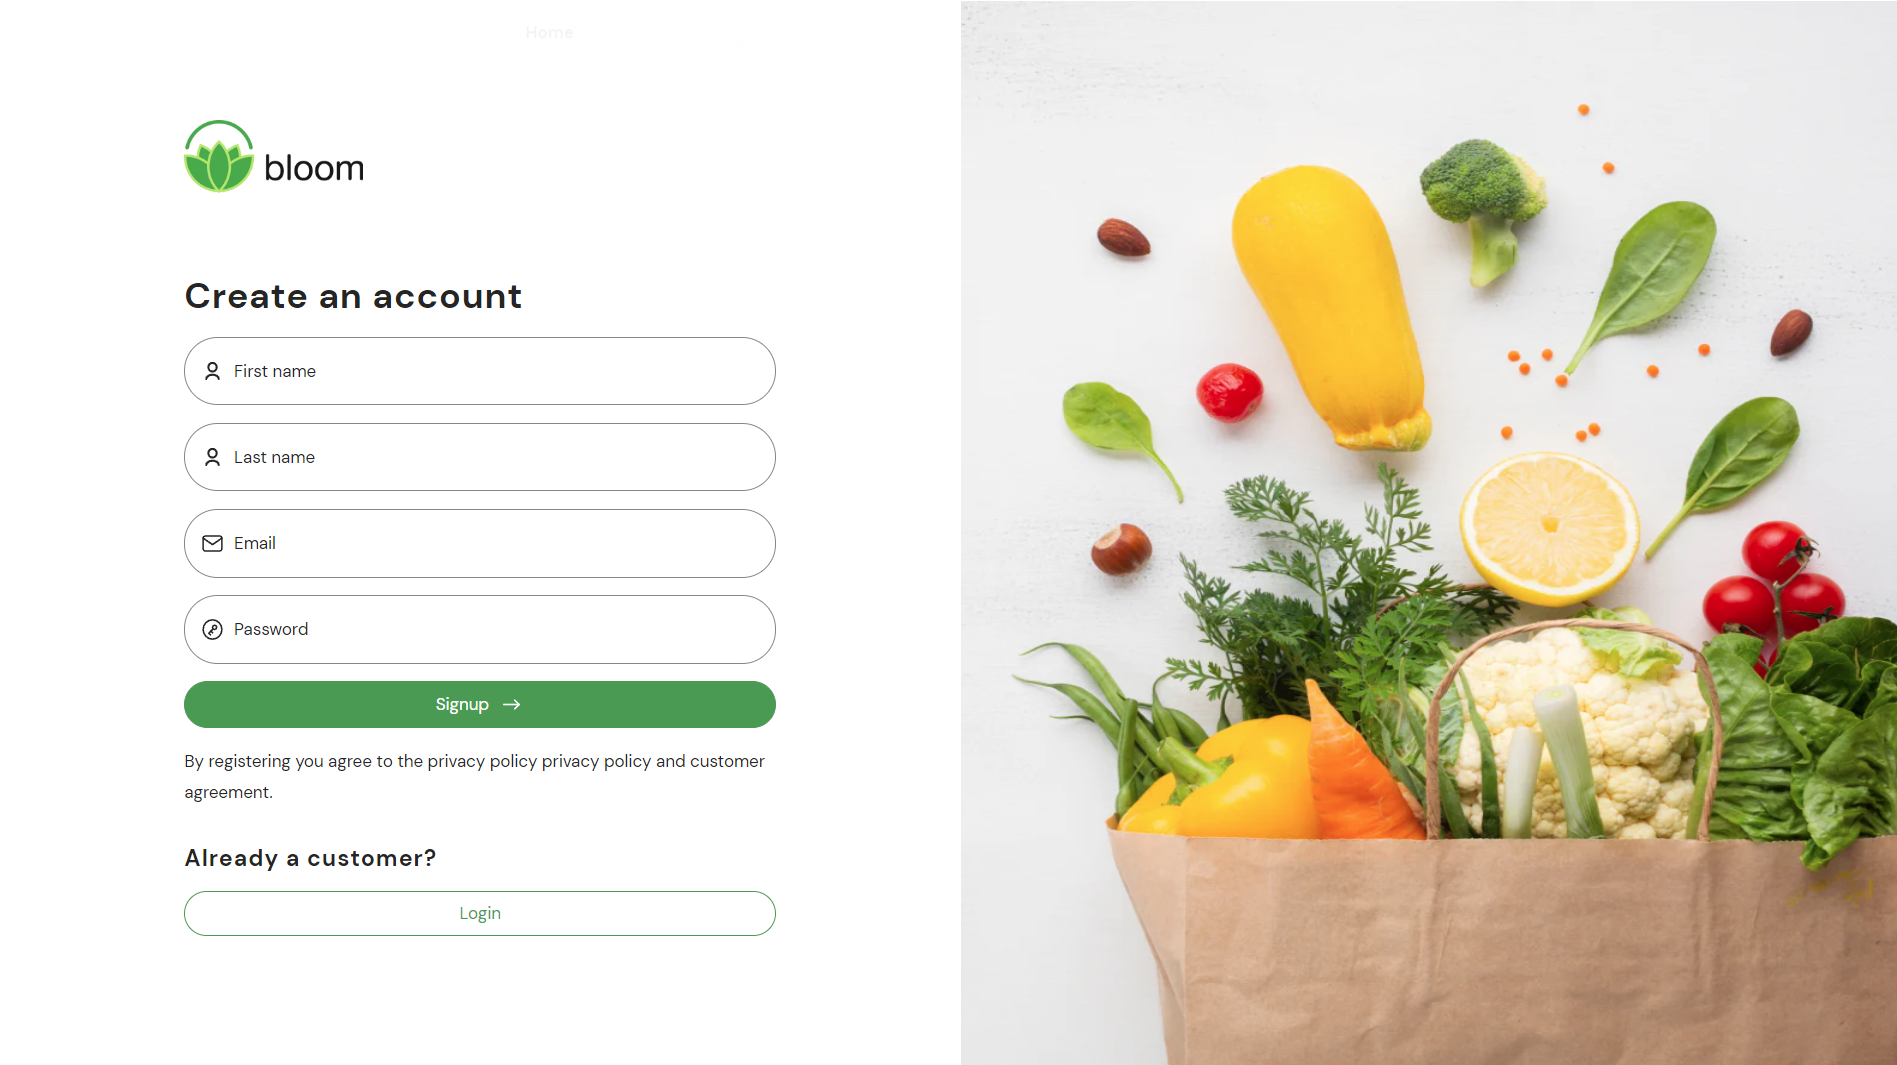 Home
bloom
Create an account
First name
Last name
Email
Password
Signup
By registering you agree to the privacy policy privacy policy and customer
agreement.
Already a customer?
Login